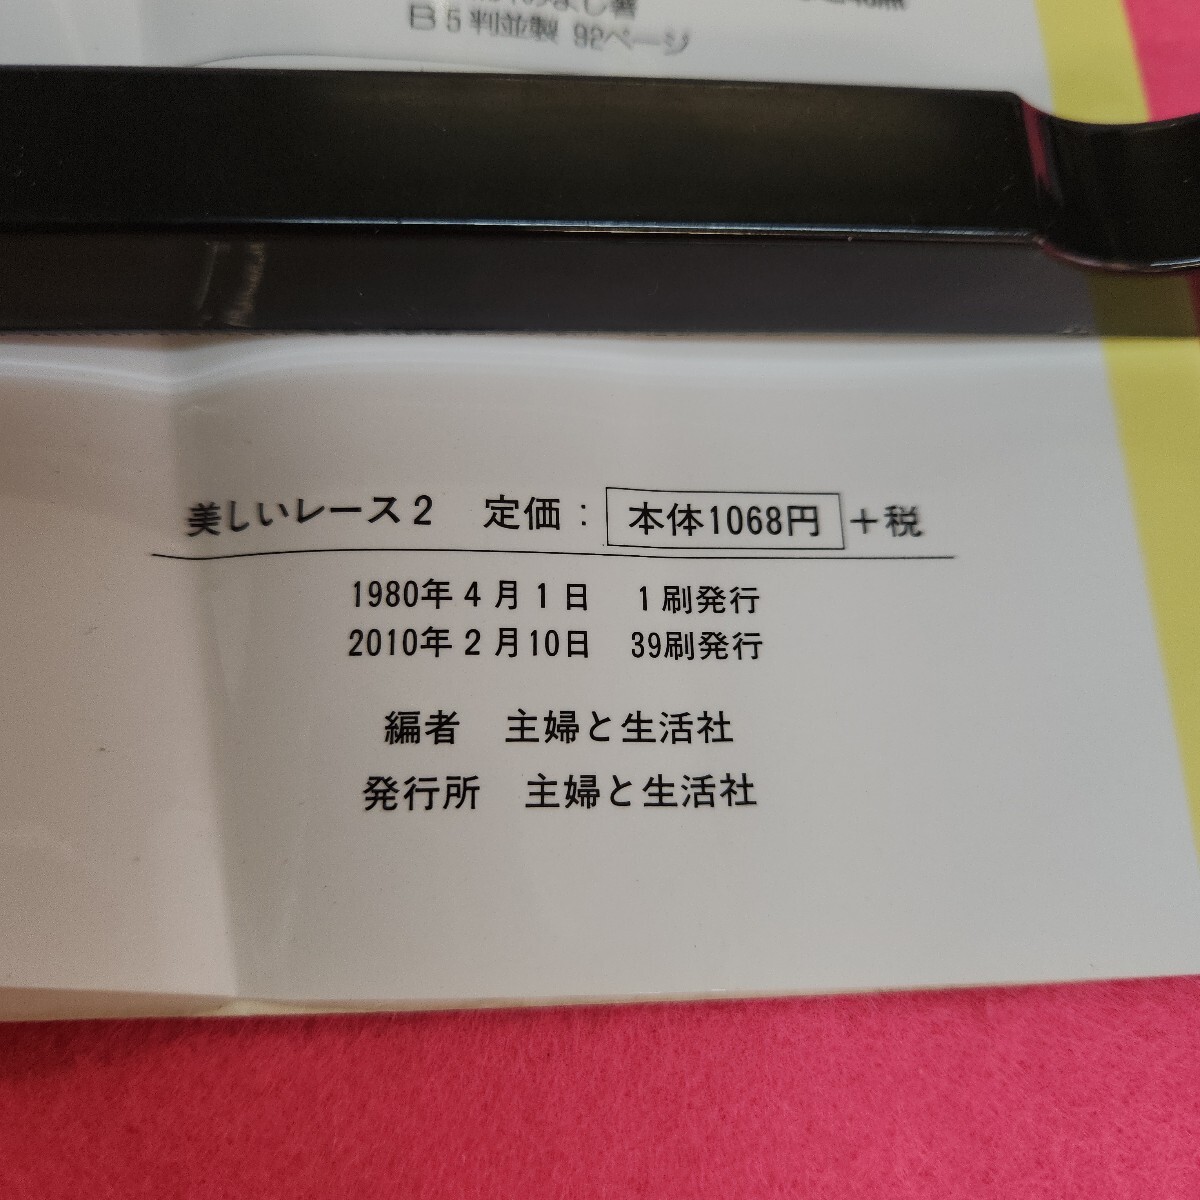 B5判並製 92ページ
美しいレース2 定価：本体1068円＋税
1980年4月1日 1刷発行
2010年2月10日 39刷発行
編者 主婦と生活社
発行所 主婦と生活社